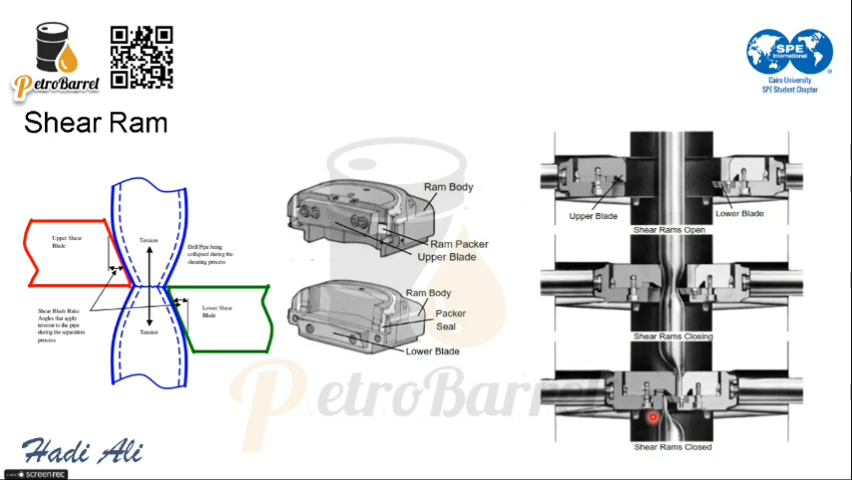 PetroBarrel
SPE
International
Cairo University
SPE Student Chapter
Shear Ram
Upper Shear
Blade
Tension
Drill Pipe being
collapsed during the
shearing process
Shear Blade Rake
Angles that apply
tension to the pipe
during the separation
process
Lower Shear
Blade
Tension
Ram Body
Ram Packer
Upper Blade
Ram Body
Packer
Seal
Lower Blade
Upper Blade
Lower Blade
Shear Rams Open
Shear Rams Closing
Shear Rams Closed
PetroBarrel
Hadi Ali
SCREEN REC